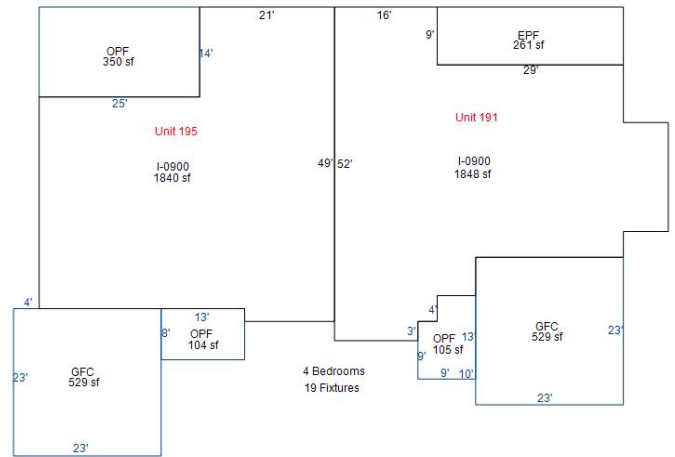 21'
16'
OPF
350 sf
14'
9'
EPF
261 sf
29'
25'
Unit 195
Unit 191
I-0900
1840 sf
49'
52'
I-0900
1848 sf
4'
13'
8'
OPF
104 sf
4'
3'
OPF
105 sf
13'
9'
9'
10'
GFC
529 sf
23'
23'
GFC
529 sf
23'
23'
4 Bedrooms
19 Fixtures